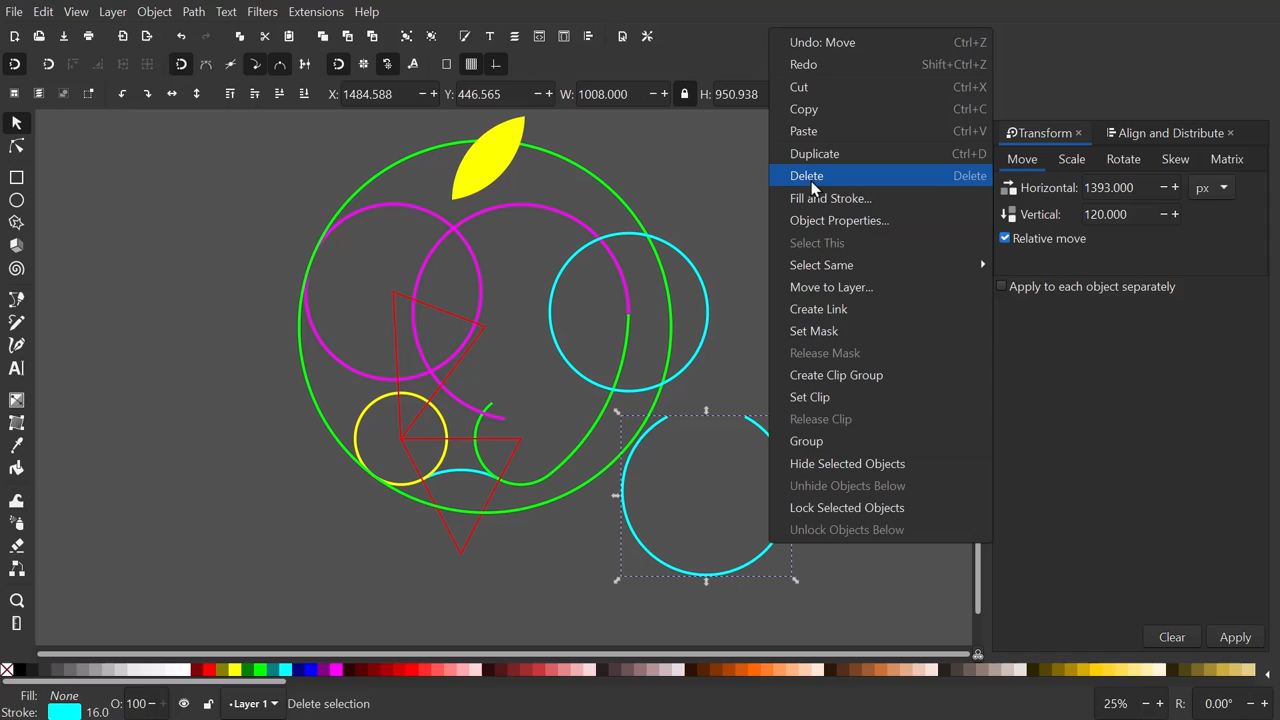 File Edit View Layer Object Path Text Filters Extensions Help
X: 1484.588 Y: 446.565 W: 1008.000 H: 950.938
Undo: Move Ctrl+Z
Redo Shift+Ctrl+Z
Cut Ctrl+X
Copy Ctrl+C
Paste Ctrl+V
Duplicate Ctrl+D
Delete Delete
Fill and Stroke...
Object Properties...
Select This
Select Same
Move to Layer...
Create Link
Set Mask
Release Mask
Create Clip Group
Set Clip
Release Clip
Group
Hide Selected Objects
Unhide Objects Below
Lock Selected Objects
Unlock Objects Below
Transform Align and Distribute
Move Scale Rotate Skew Matrix
Horizontal: 1393.000 px
Vertical: 120.000
Relative move
Apply to each object separately
Clear Apply
Fill: None O: 100 Layer 1 Delete selection 25% R: 0.00°
Stroke: 16.0